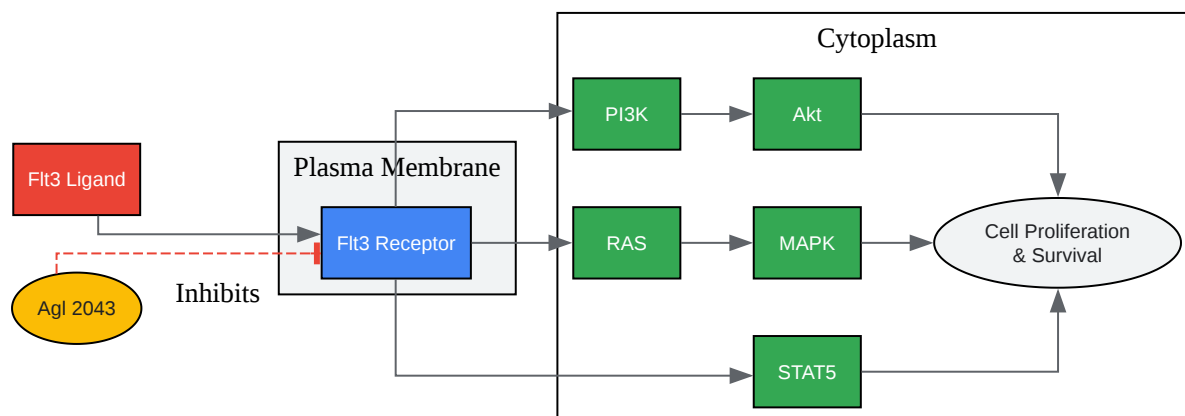 Cytoplasm
PI3K
Akt
Plasma Membrane
Flt3 Ligand
Flt3 Receptor
RAS
MAPK
Cell Proliferation
& Survival
Inhibits
Agl 2043
STAT5